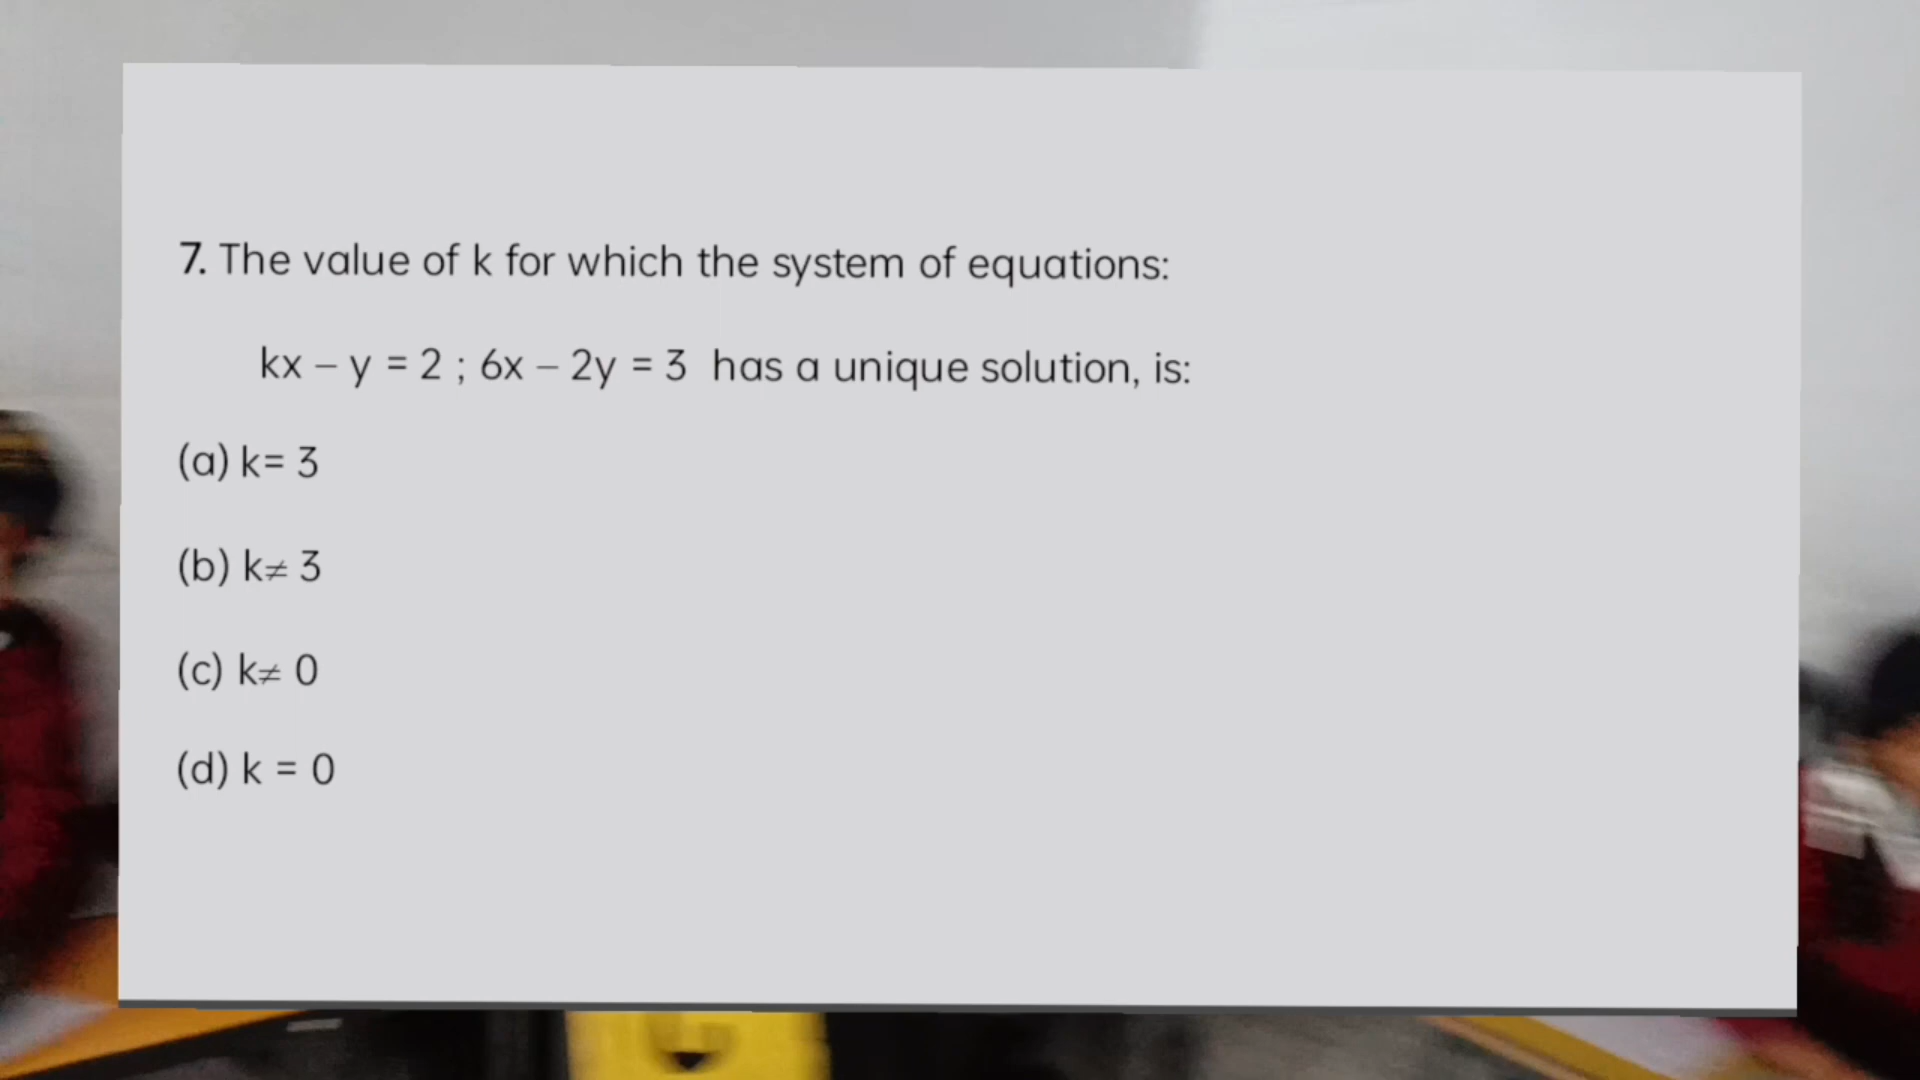 7. The value of k for which the system of equations:
kx – y = 2 ; 6x – 2y = 3 has a unique solution, is:
(a) k= 3
(b) k≠ 3
(c) k≠ 0
(d) k = 0